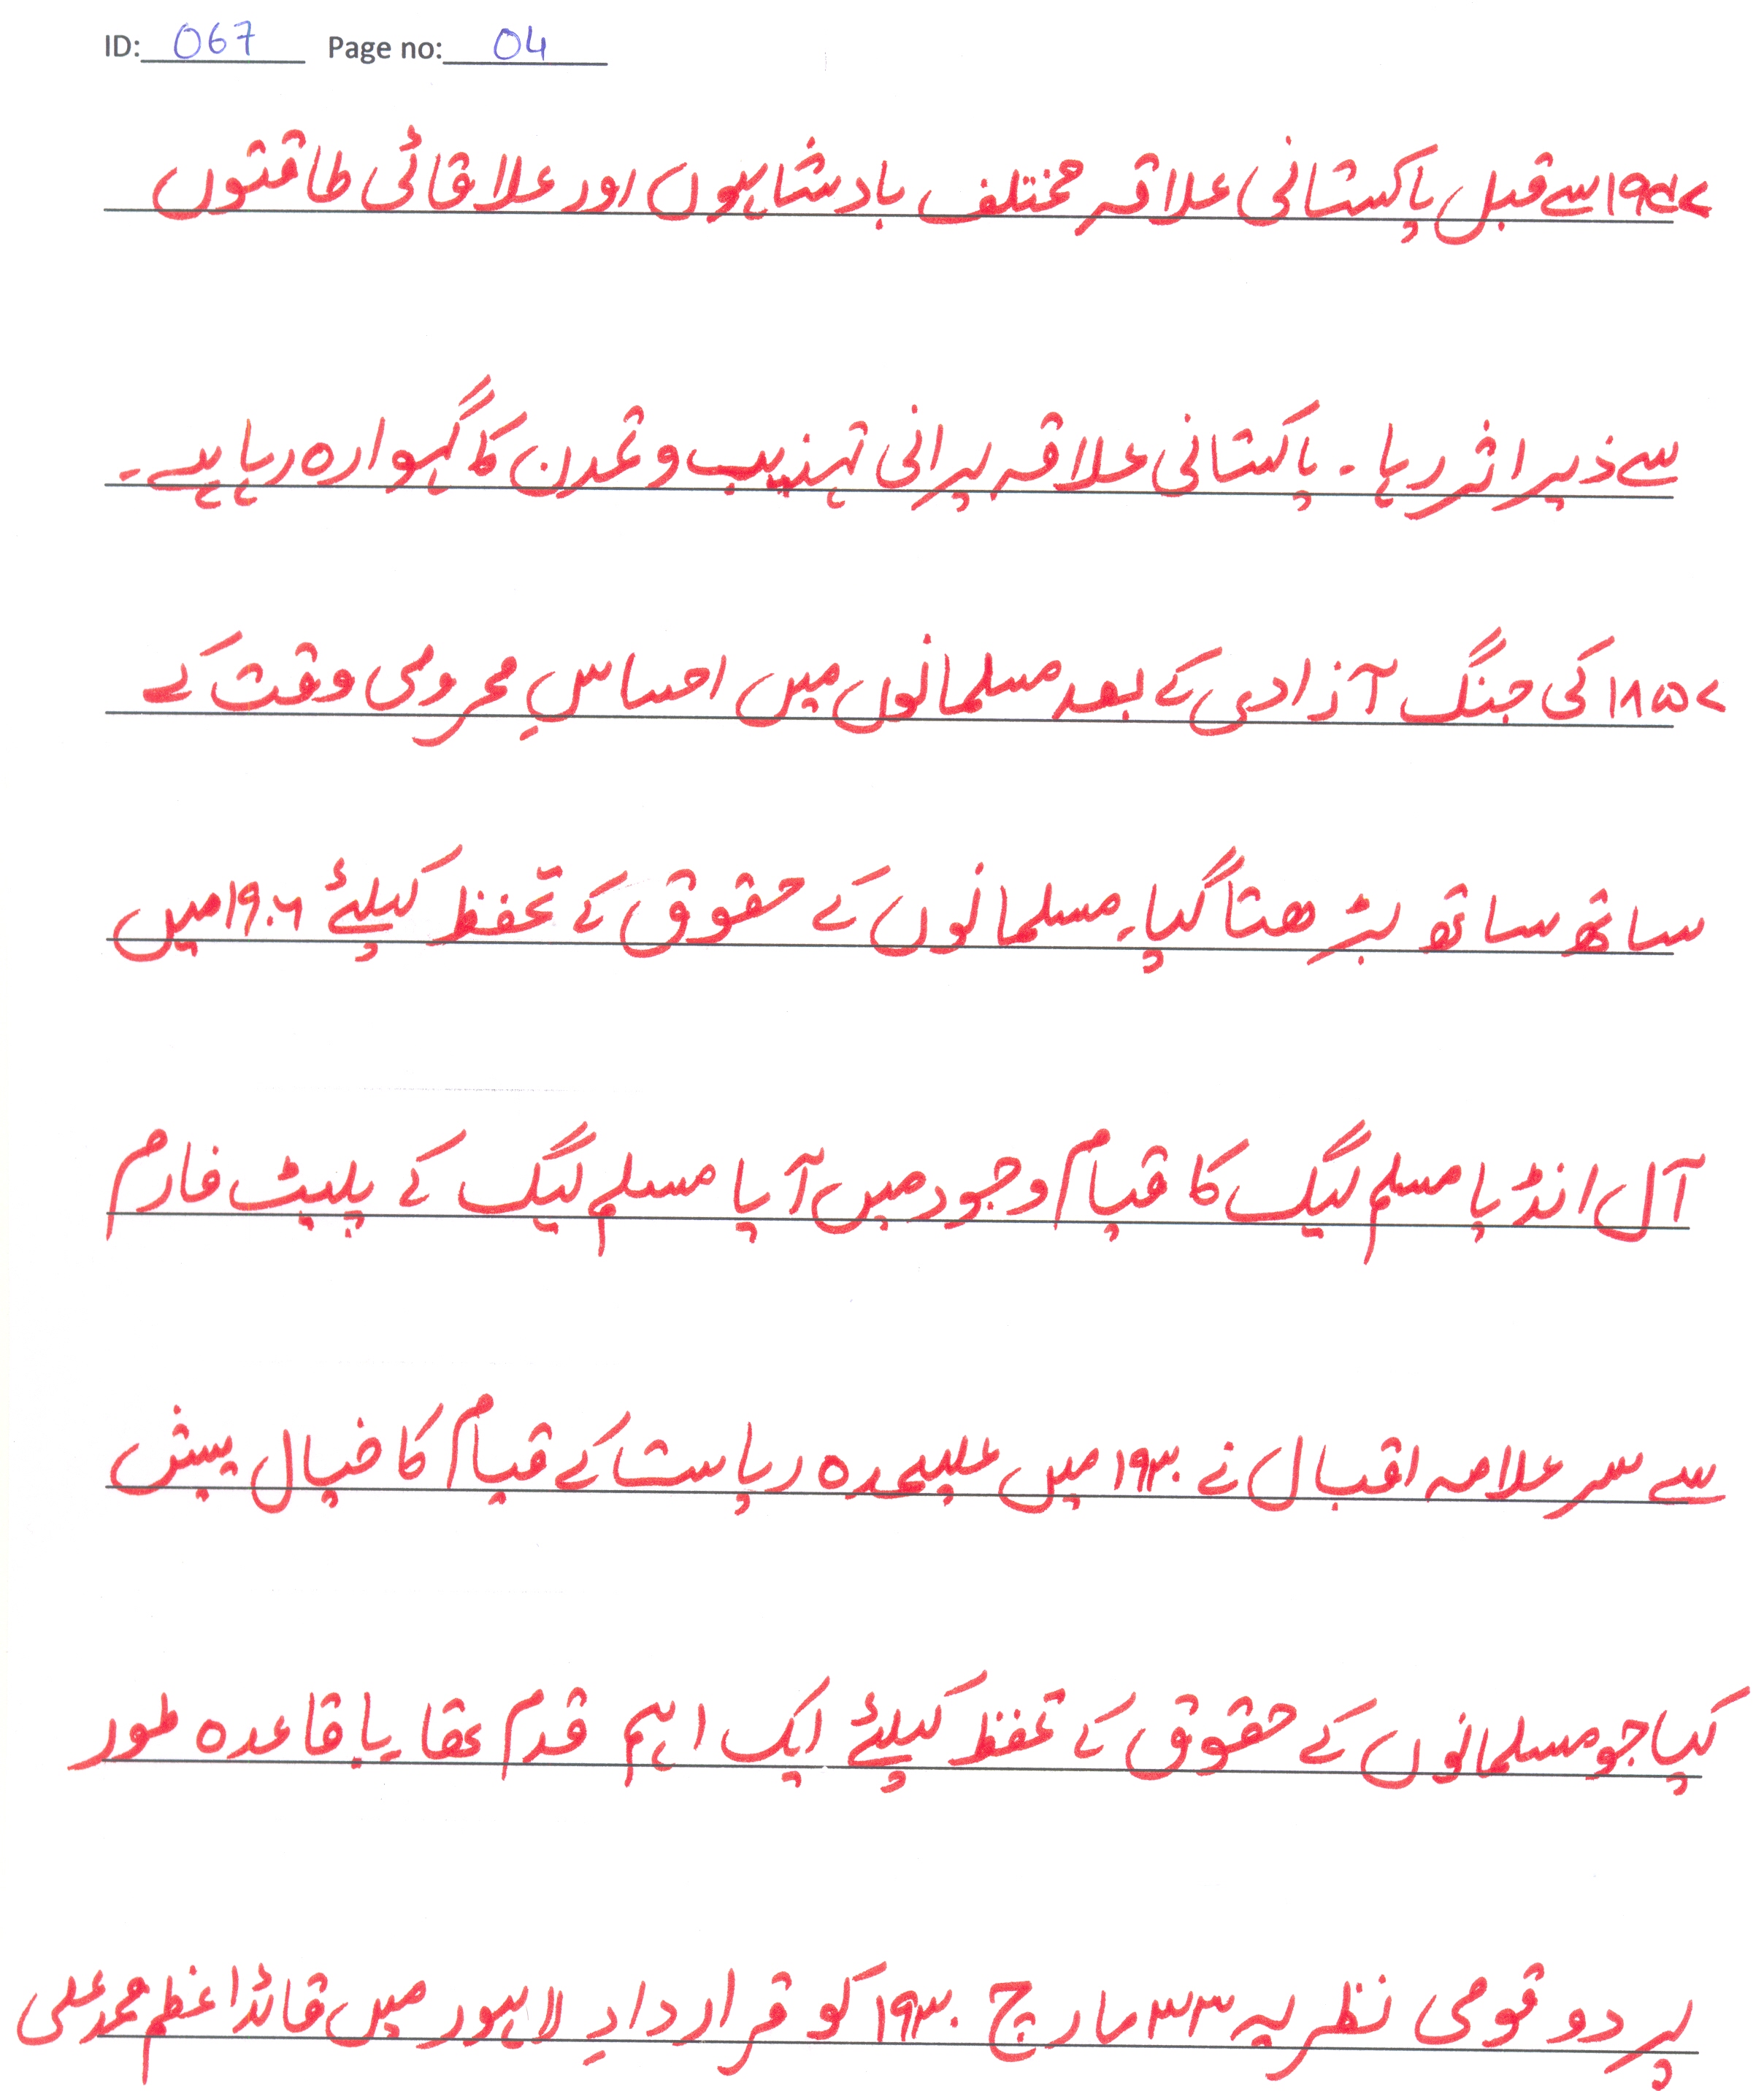 ID: 067 Page no: 04
۱۹۴۷ سے قبل پاکستانی علاقہ مختلف بادشاہوں اور علاقائی طاقتوں
سے ذیر اثر رہا۔ پاکستانی علاقہ پرانی تہذیب و تمدن کا گہوارہ رہا ہے۔
۱۸۵۷ کی جنگ آذادی کے بعد مسلمانوں میں احساسِ محرومی وقت کے
ساتھ ساتھ بڑھتا گیا۔ مسلمانوں کے حقوق کے تحفظ کیلئے ۱۹۰۶ میں
آل انڈیا مسلم لیگ کا قیام وجود میں آیا مسلم لیگ کے پلیٹ فارم
سے سر علامہ اقبال نے ۱۹۳۰ میں علیحدہ ریاست کے قیام کا خیال پیش
کیا جو مسلمانوں کے حقوق کے تحفظ کیلئے ایک اہم قدم تھا۔ باقاعدہ طور
پر دو قومی نظریہ ۲۳ مارچ ۱۹۴۰ کو قراردادِ لاہور میں قائداعظم محمد علی